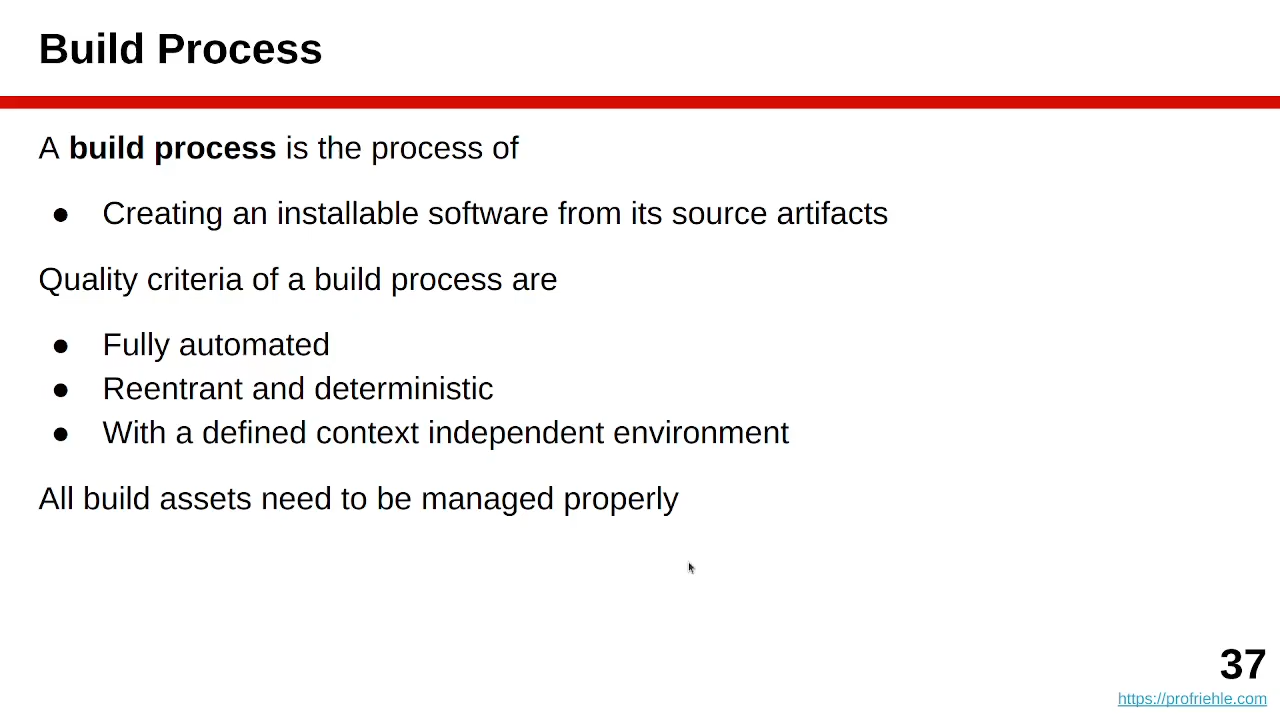 Build Process
A build process is the process of
● Creating an installable software from its source artifacts
Quality criteria of a build process are
● Fully automated
● Reentrant and deterministic
● With a defined context independent environment
All build assets need to be managed properly
37
https://profriehle.com